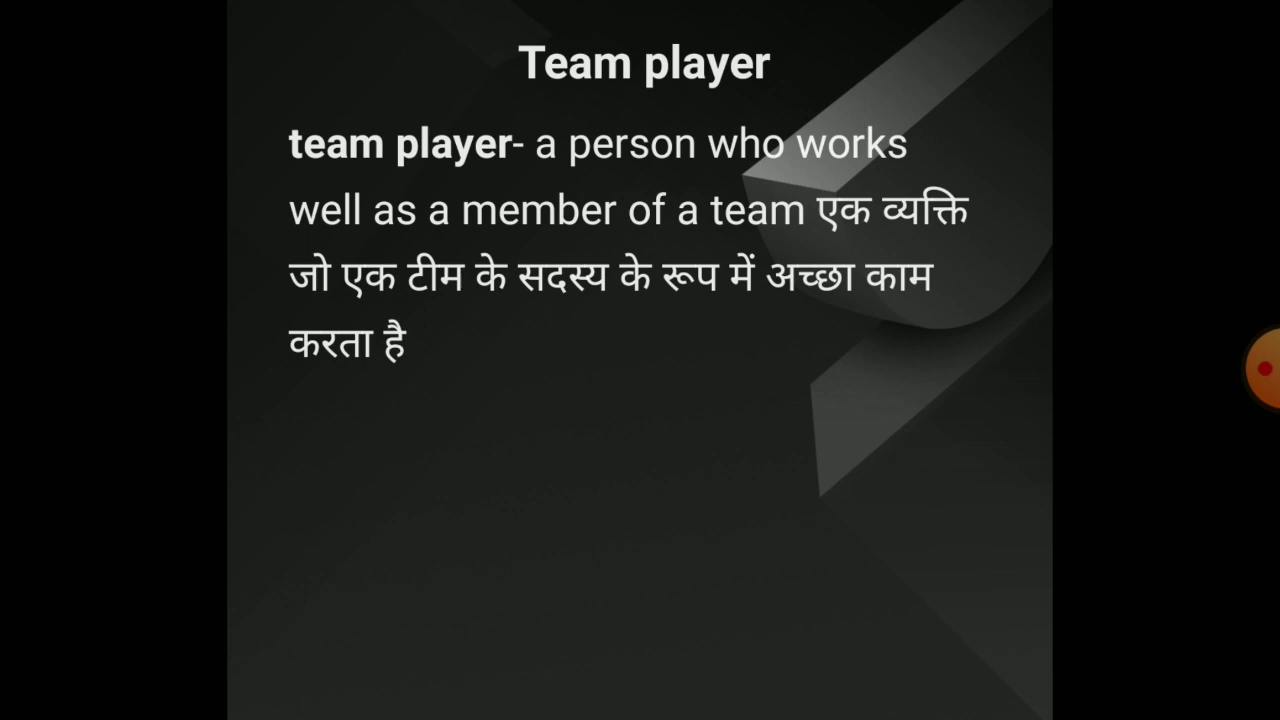 Team player
team player- a person who works
well as a member of a team एक व्यक्ति
जो एक टीम के सदस्य के रूप में अच्छा काम
करता है